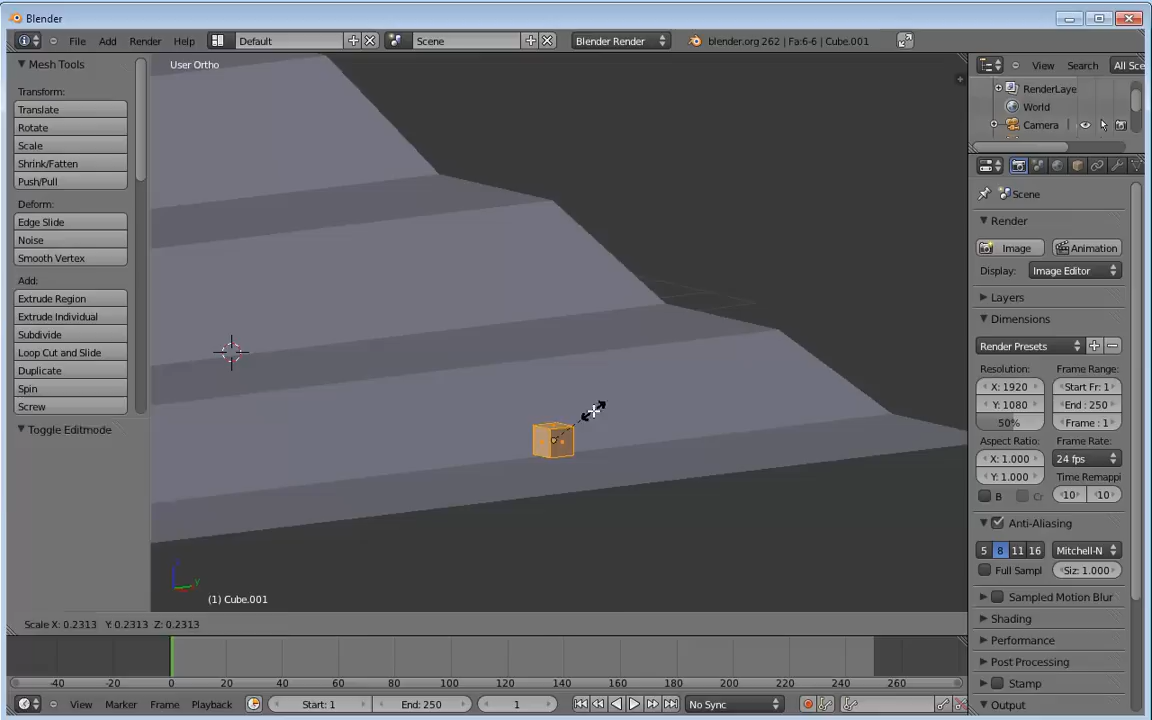 Blender
File Add Render Help Default Scene Blender Render blender.org 262 | Fa:6-6 | Cube.001
Mesh Tools
Transform:
Translate
Rotate
Scale
Shrink/Fatten
Push/Pull
Deform:
Edge Slide
Noise
Smooth Vertex
Add:
Extrude Region
Extrude Individual
Subdivide
Loop Cut and Slide
Duplicate
Spin
Screw
Toggle Editmode
User Ortho
y
(1) Cube.001
Scale X: 0.2313 Y: 0.2313 Z: 0.2313
View Search All Sce
RenderLaye
World
Camera
Scene
Render
Image Animation
Display: Image Editor
Layers
Dimensions
Render Presets
Resolution: Frame Range:
X: 1920 Start Fr: 1
Y: 1080 End : 250
50% Frame : 1
Aspect Ratio: Frame Rate:
X: 1.000 24 fps
Y: 1.000 Time Remappi
B Cr 10 10
Anti-Aliasing
5 8 11 16 Mitchell-N
Full Sampl Siz: 1.000
Sampled Motion Blur
Shading
Performance
Post Processing
Stamp
Output
-40 -20 0 20 40 60 80 100 120 140 160 180 200 220 240 260
View Marker Frame Playback Start: 1 End: 250 1 No Sync